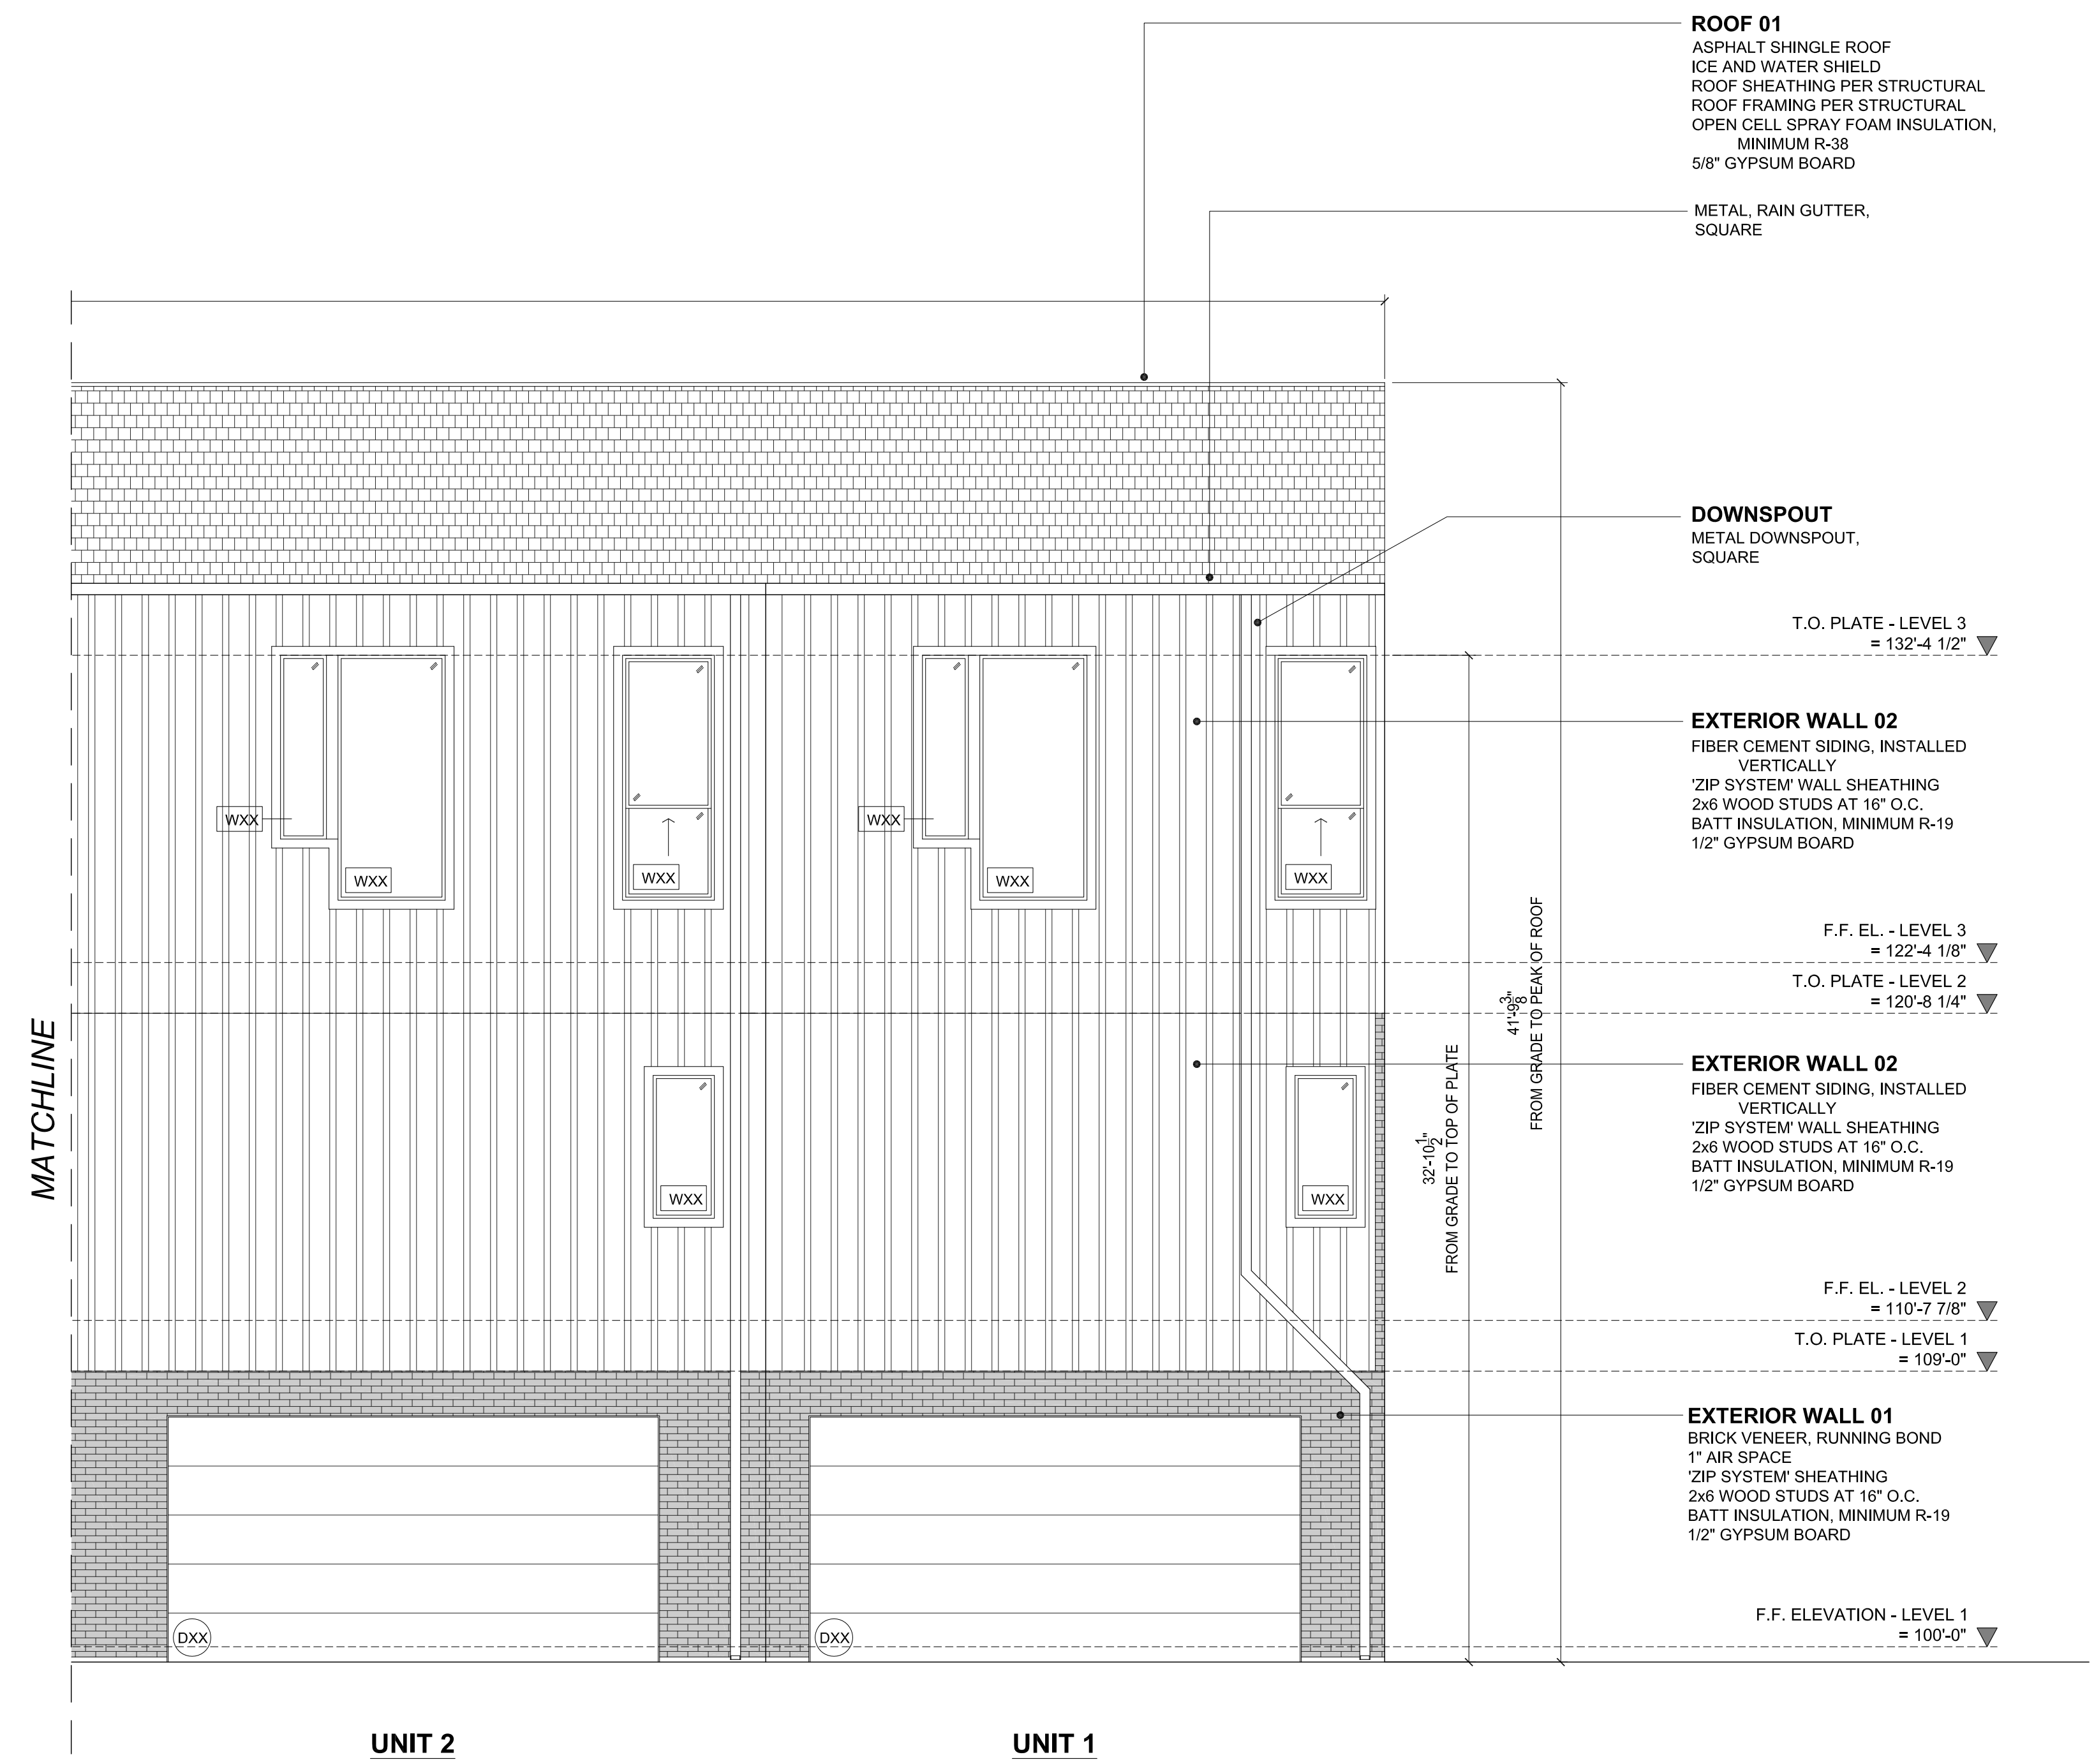 ROOF 01
ASPHALT SHINGLE ROOF
ICE AND WATER SHIELD
ROOF SHEATHING PER STRUCTURAL
ROOF FRAMING PER STRUCTURAL
OPEN CELL SPRAY FOAM INSULATION,
MINIMUM R-38
5/8" GYPSUM BOARD
METAL, RAIN GUTTER,
SQUARE
DOWNSPOUT
METAL DOWNSPOUT,
SQUARE
T.O. PLATE - LEVEL 3
= 132'-4 1/2"
EXTERIOR WALL 02
FIBER CEMENT SIDING, INSTALLED
VERTICALLY
'ZIP SYSTEM' WALL SHEATHING
2x6 WOOD STUDS AT 16" O.C.
BATT INSULATION, MINIMUM R-19
1/2" GYPSUM BOARD
WXX
WXX
WXX
WXX
WXX
WXX
F.F. EL. - LEVEL 3
= 122'-4 1/8"
T.O. PLATE - LEVEL 2
= 120'-8 1/4"
41'-9 3/8"
FROM GRADE TO PEAK OF ROOF
32'-10 1/2"
FROM GRADE TO TOP OF PLATE
MATCHLINE
EXTERIOR WALL 02
FIBER CEMENT SIDING, INSTALLED
VERTICALLY
'ZIP SYSTEM' WALL SHEATHING
2x6 WOOD STUDS AT 16" O.C.
BATT INSULATION, MINIMUM R-19
1/2" GYPSUM BOARD
WXX
WXX
F.F. EL. - LEVEL 2
= 110'-7 7/8"
T.O. PLATE - LEVEL 1
= 109'-0"
EXTERIOR WALL 01
BRICK VENEER, RUNNING BOND
1" AIR SPACE
'ZIP SYSTEM' SHEATHING
2x6 WOOD STUDS AT 16" O.C.
BATT INSULATION, MINIMUM R-19
1/2" GYPSUM BOARD
F.F. ELEVATION - LEVEL 1
= 100'-0"
DXX
DXX
UNIT 2
UNIT 1